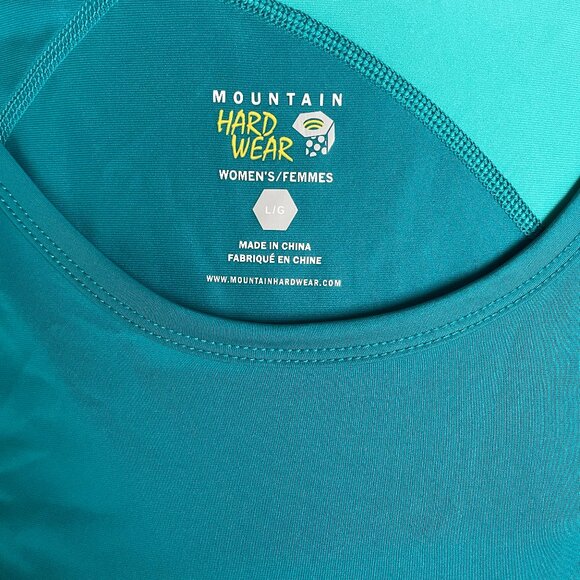 MOUNTAIN
HARD
WEAR
WOMEN'S/FEMMES
L/G
MADE IN CHINA
FABRIQUÉ EN CHINE
WWW.MOUNTAINHARDWEAR.COM